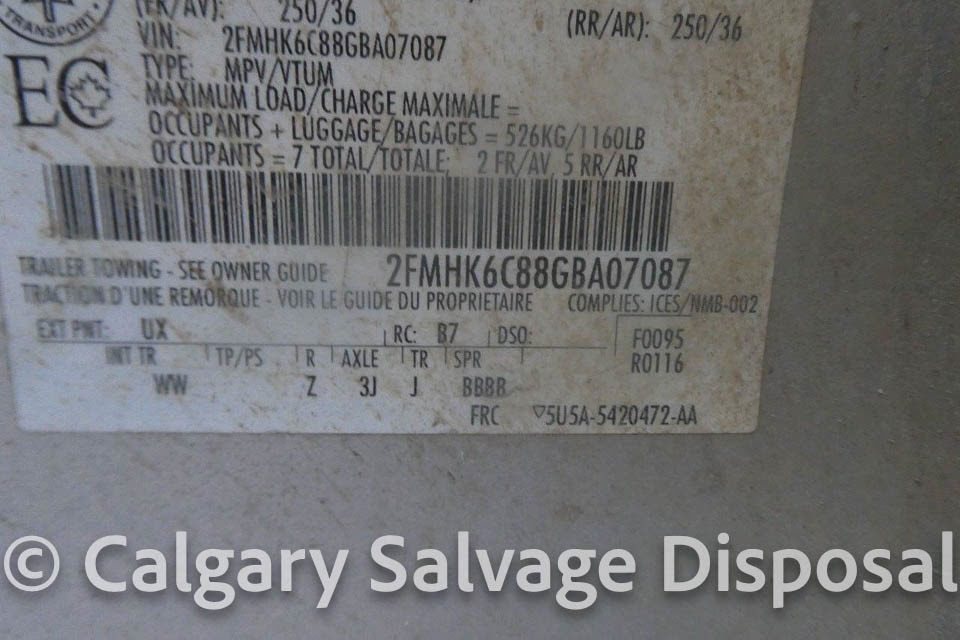 TRANSPORT
(FR/AV): 250/36 (RR/AR): 250/36
VIN: 2FMHK6C88GBA07087
TYPE: MPV/VTUM
EC
MAXIMUM LOAD/CHARGE MAXIMALE =
OCCUPANTS + LUGGAGE/BAGAGES = 526KG/1160LB
OCCUPANTS = 7 TOTAL/TOTALE, 2 FR/AV, 5 RR/AR
TRAILER TOWING - SEE OWNER GUIDE 2FMHK6C88GBA07087
TRACTION D'UNE REMORQUE - VOIR LE GUIDE DU PROPRIETAIRE COMPLIES: ICES/NMB-002
EXT PNT: UX RC: B7 DSO: F0095
INT TR TP/PS R AXLE TR SPR R0116
WW Z 3J J BBBB
FRC ▽5U5A-5420472-AA
© Calgary Salvage Disposal